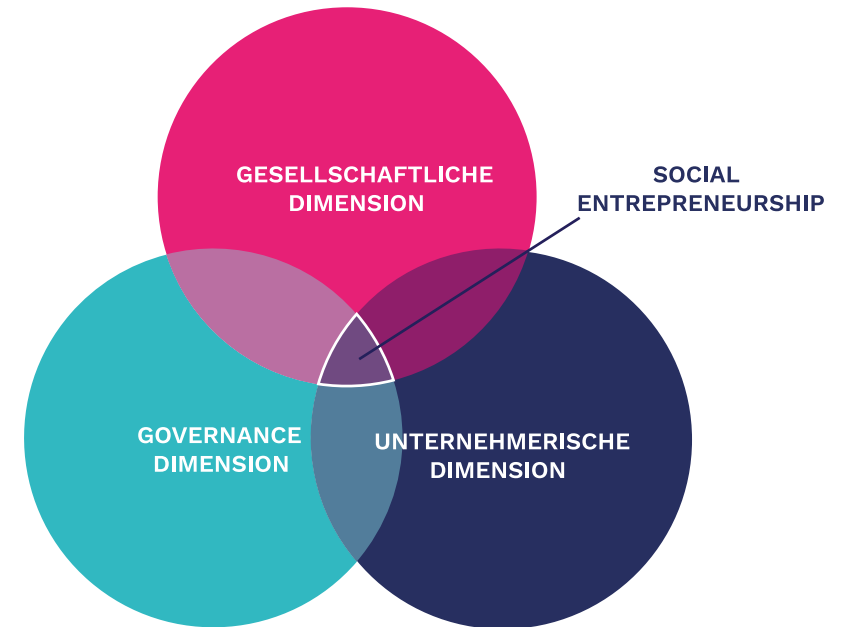 GESELLSCHAFTLICHE
DIMENSION
SOCIAL
ENTREPRENEURSHIP
GOVERNANCE
DIMENSION
UNTERNEHMERISCHE
DIMENSION